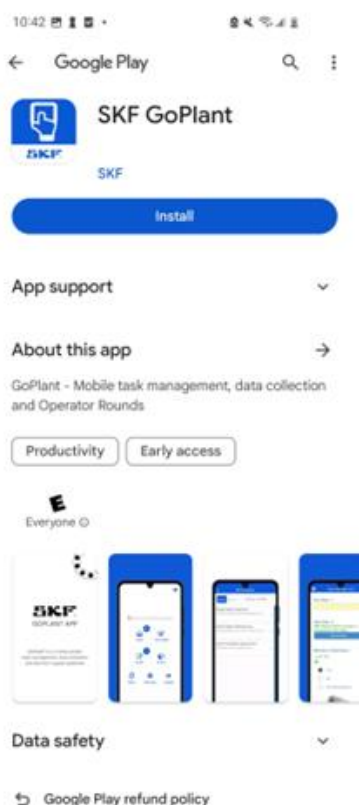 10:42
Google Play
SKF GoPlant
SKF
SKF
Install
App support
About this app
GoPlant - Mobile task management, data collection
and Operator Rounds
Productivity
Early access
E
Everyone
SKF
GOPLANT APP
Data safety
Google Play refund policy